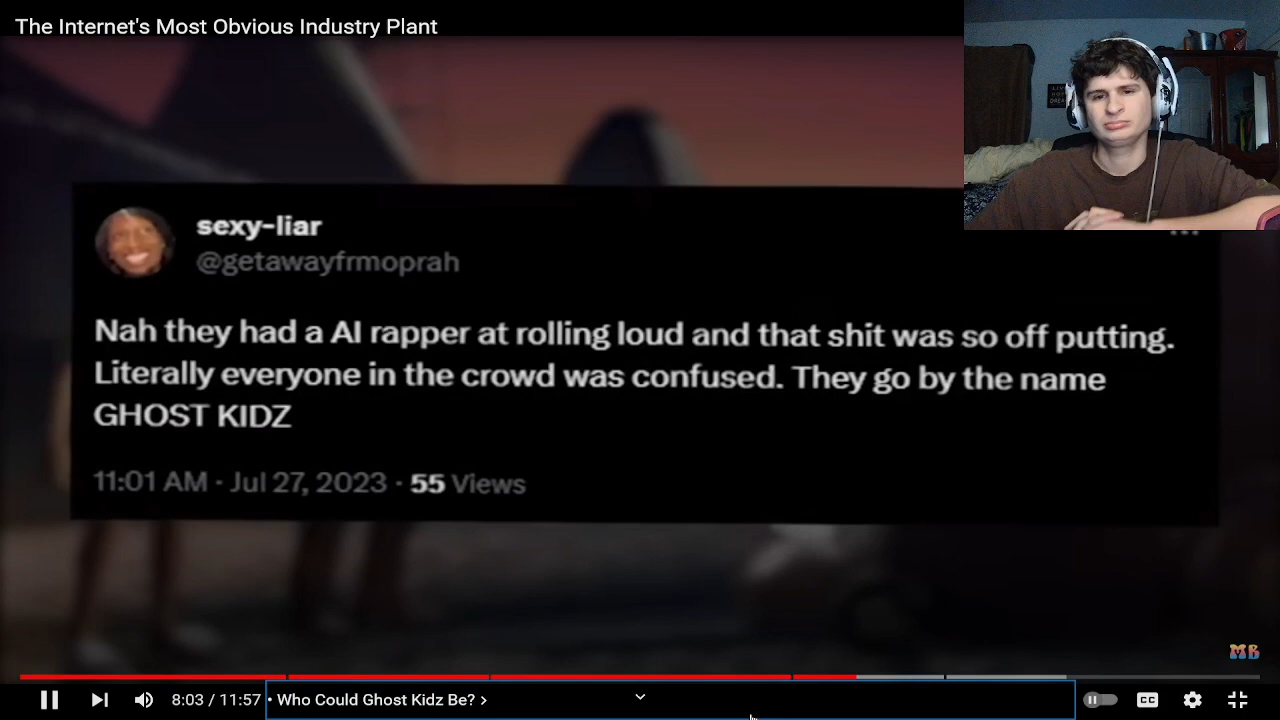 The Internet's Most Obvious Industry Plant
sexy-liar
@getawayfrmoprah
Nah they had a AI rapper at rolling loud and that shit was so off putting.
Literally everyone in the crowd was confused. They go by the name
GHOST KIDZ
11:01 AM · Jul 27, 2023 · 55 Views
MB
8:03 / 11:57 • Who Could Ghost Kidz Be? >
CC